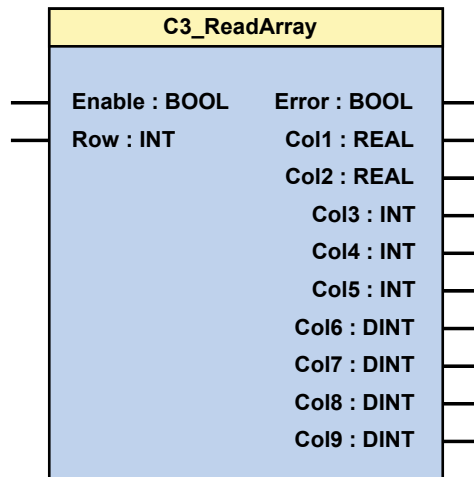 C3_ReadArray
Enable : BOOL Error : BOOL
Row : INT Col1 : REAL
Col2 : REAL
Col3 : INT
Col4 : INT
Col5 : INT
Col6 : DINT
Col7 : DINT
Col8 : DINT
Col9 : DINT